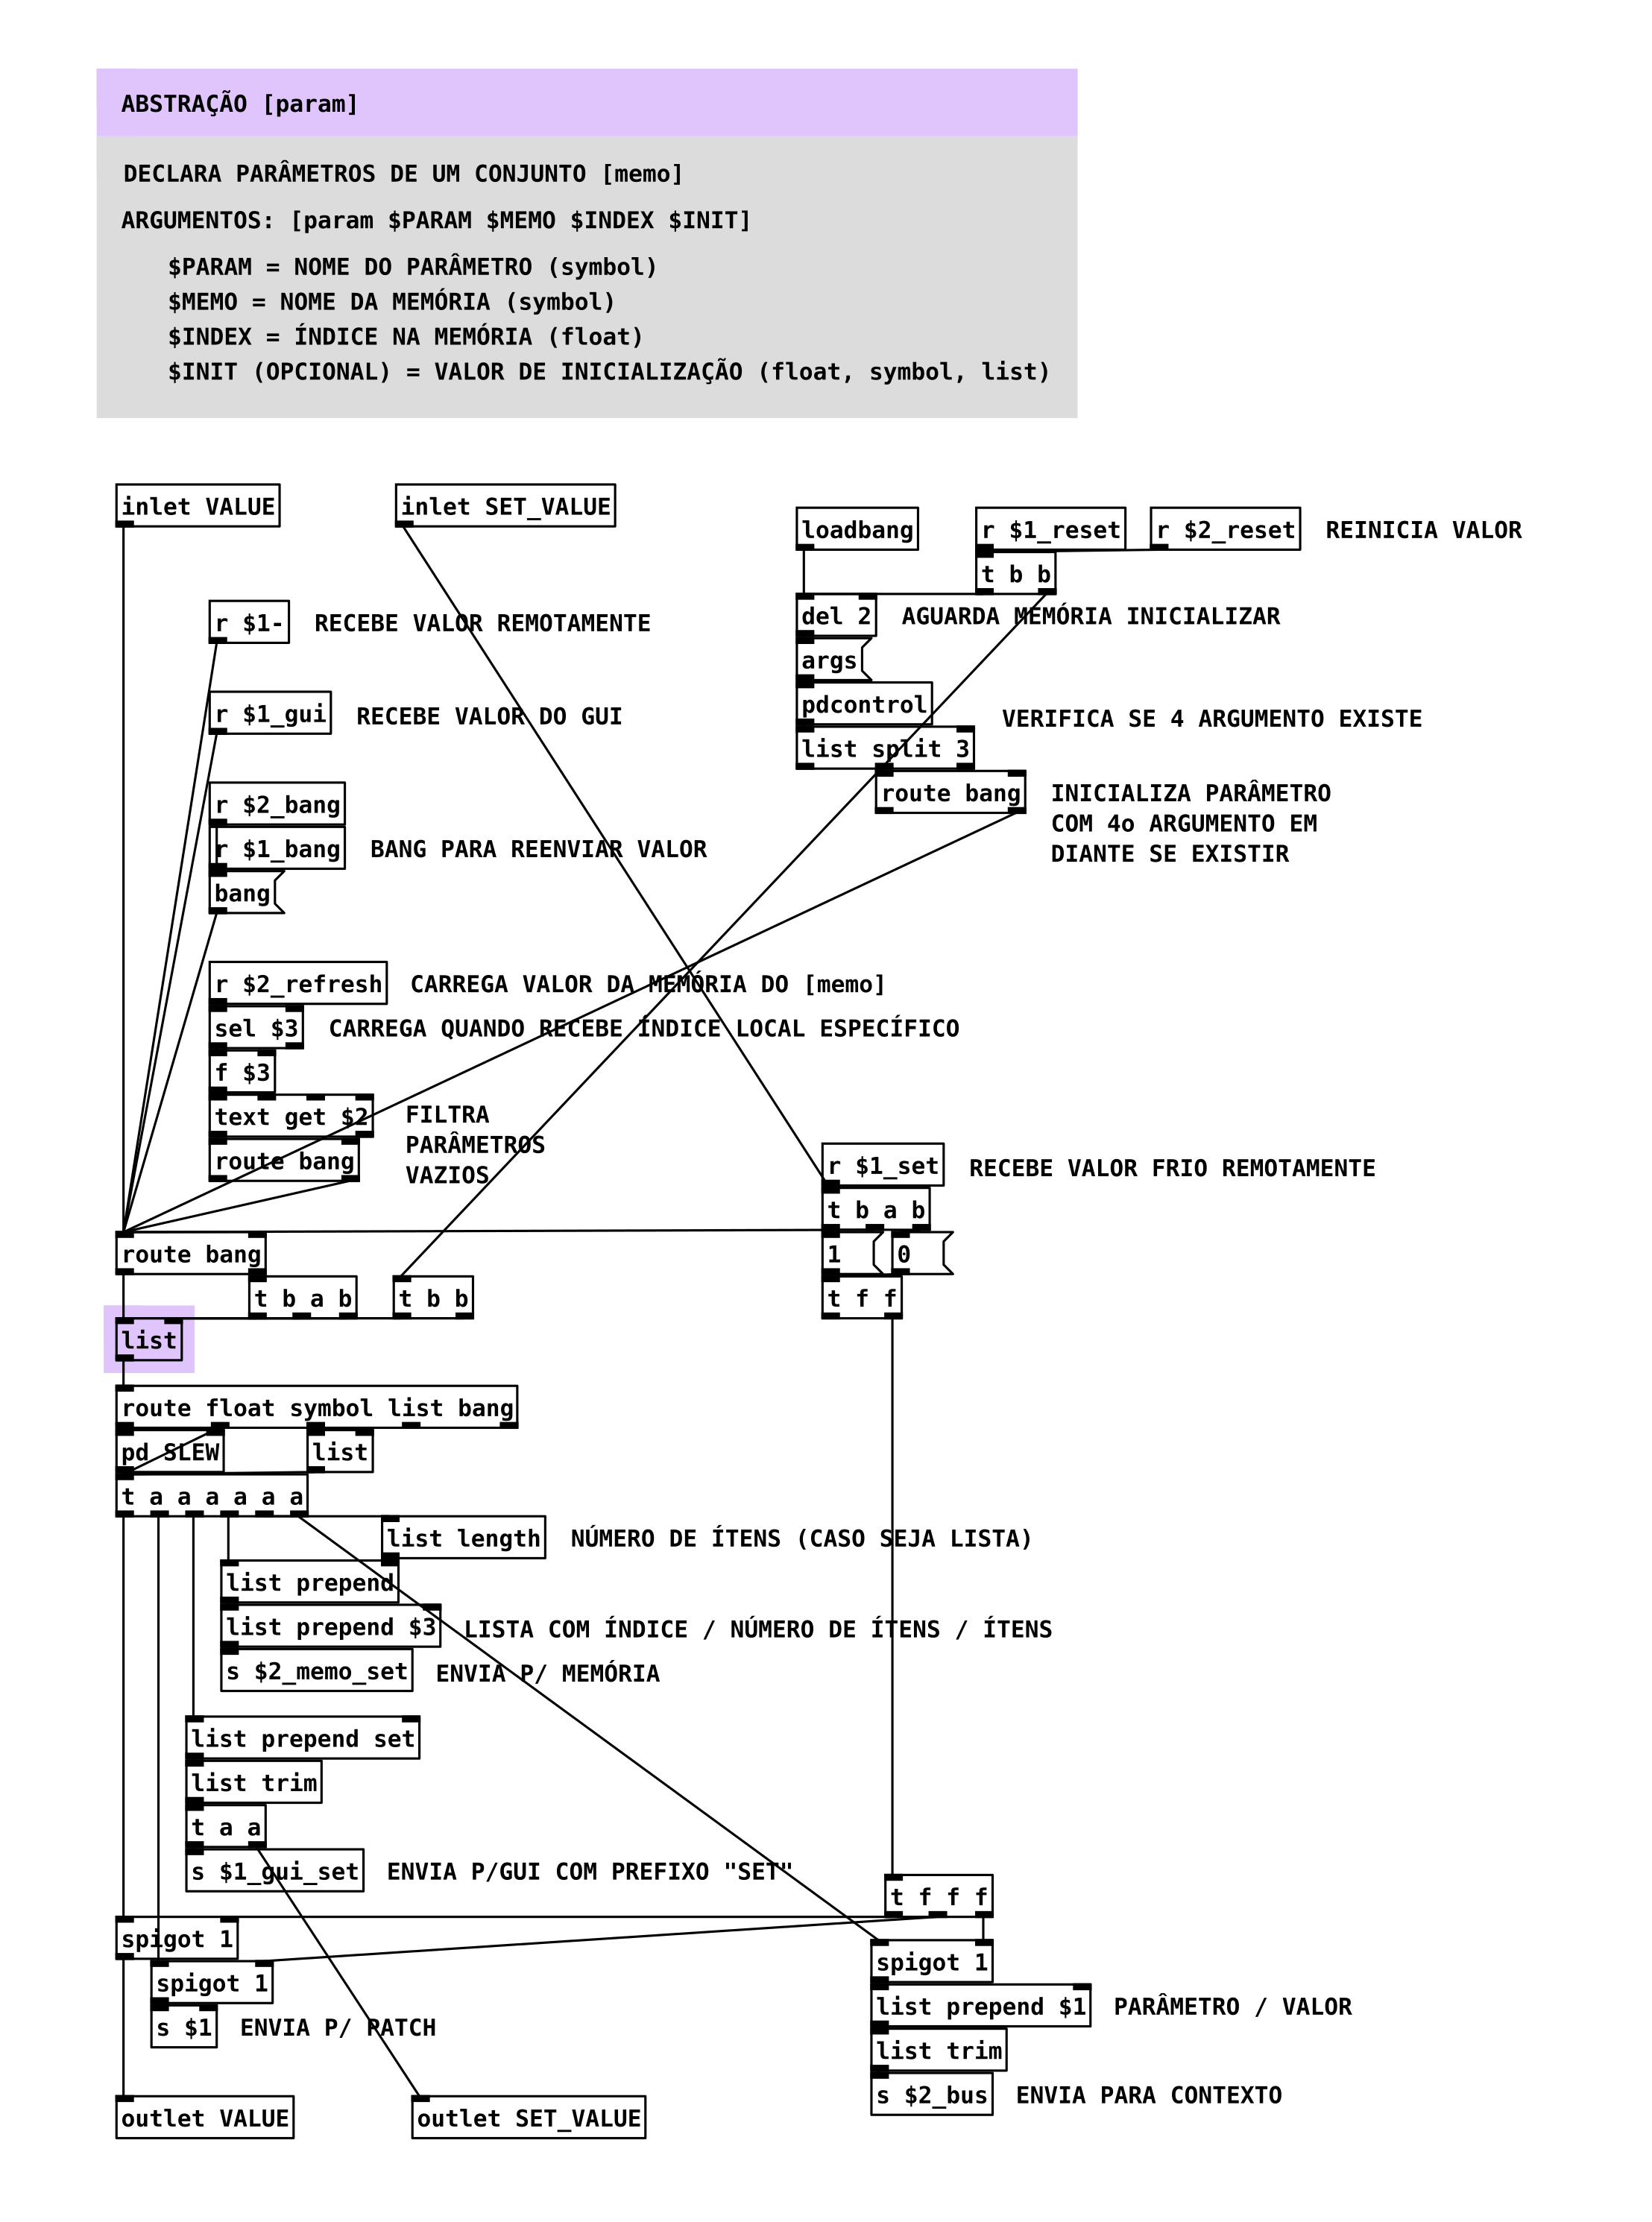 ABSTRAÇÃO [param]
DECLARA PARÂMETROS DE UM CONJUNTO [memo]
ARGUMENTOS: [param $PARAM $MEMO $INDEX $INIT]
$PARAM = NOME DO PARÂMETRO (symbol)
$MEMO = NOME DA MEMÓRIA (symbol)
$INDEX = ÍNDICE NA MEMÓRIA (float)
$INIT (OPCIONAL) = VALOR DE INICIALIZAÇÃO (float, symbol, list)
inlet VALUE
inlet SET_VALUE
loadbang
r $1_reset
r $2_reset
REINICIA VALOR
t b b
del 2
AGUARDA MEMÓRIA INICIALIZAR
r $1-
RECEBE VALOR REMOTAMENTE
args
pdcontrol
r $1_gui
RECEBE VALOR DO GUI
VERIFICA SE 4 ARGUMENTO EXISTE
list split 3
route bang
INICIALIZA PARÂMETRO
COM 4o ARGUMENTO EM
DIANTE SE EXISTIR
r $2_bang
r $1_bang
BANG PARA REENVIAR VALOR
bang
r $2_refresh
CARREGA VALOR DA MEMÓRIA DO [memo]
sel $3
CARREGA QUANDO RECEBE ÍNDICE LOCAL ESPECÍFICO
f $3
text get $2
FILTRA
PARÂMETROS
VAZIOS
route bang
r $1_set
RECEBE VALOR FRIO REMOTAMENTE
t b a b
route bang
1
0
t b a b
t b b
t f f
list
route float symbol list bang
pd SLEW
list
t a a a a a a
list length
NÚMERO DE ÍTENS (CASO SEJA LISTA)
list prepend
list prepend $3
LISTA COM ÍNDICE / NÚMERO DE ÍTENS / ÍTENS
s $2_memo_set
ENVIA P/ MEMÓRIA
list prepend set
list trim
t a a
s $1_gui_set
ENVIA P/GUI COM PREFIXO "SET"
t f f f
spigot 1
spigot 1
spigot 1
list prepend $1
PARÂMETRO / VALOR
s $1
ENVIA P/ PATCH
list trim
s $2_bus
ENVIA PARA CONTEXTO
outlet VALUE
outlet SET_VALUE